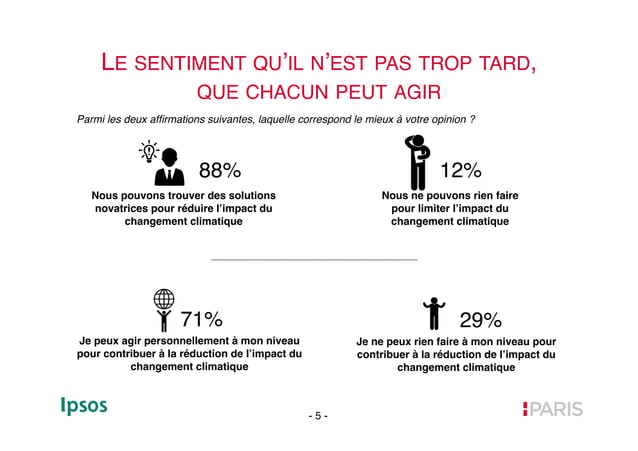 LE SENTIMENT QU’IL N’EST PAS TROP TARD,
QUE CHACUN PEUT AGIR
Parmi les deux affirmations suivantes, laquelle correspond le mieux à votre opinion ?
88%
Nous pouvons trouver des solutions
novatrices pour réduire l’impact du
changement climatique
12%
Nous ne pouvons rien faire
pour limiter l’impact du
changement climatique
71%
Je peux agir personnellement à mon niveau
pour contribuer à la réduction de l’impact du
changement climatique
29%
Je ne peux rien faire à mon niveau pour
contribuer à la réduction de l’impact du
changement climatique
Ipsos
- 5 -
PARIS